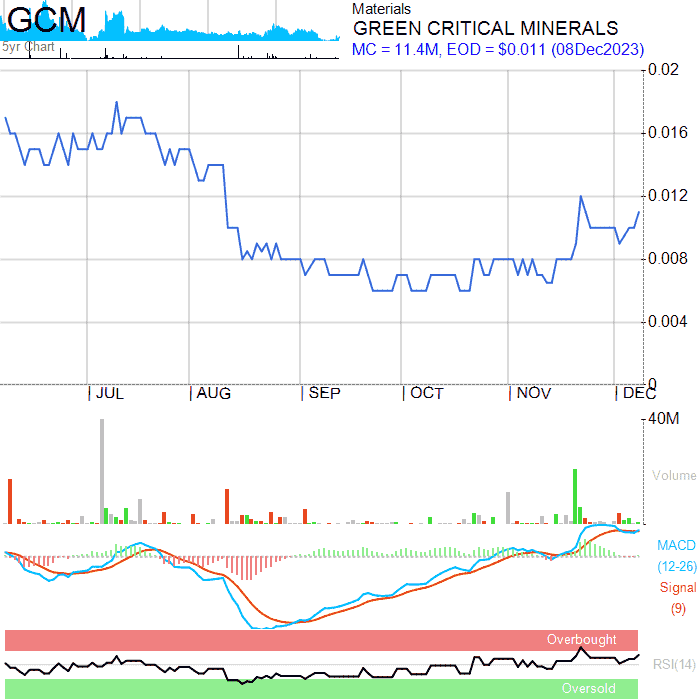 GCM
5yr Chart
Materials
GREEN CRITICAL MINERALS
MC = 11.4M, EOD = $0.011 (08Dec2023)
0.02
0.016
0.012
0.008
0.004
0
JUL AUG SEP OCT NOV DEC
40M
Volume
MACD
(12-26)
Signal
(9)
Overbought
RSI(14)
Oversold